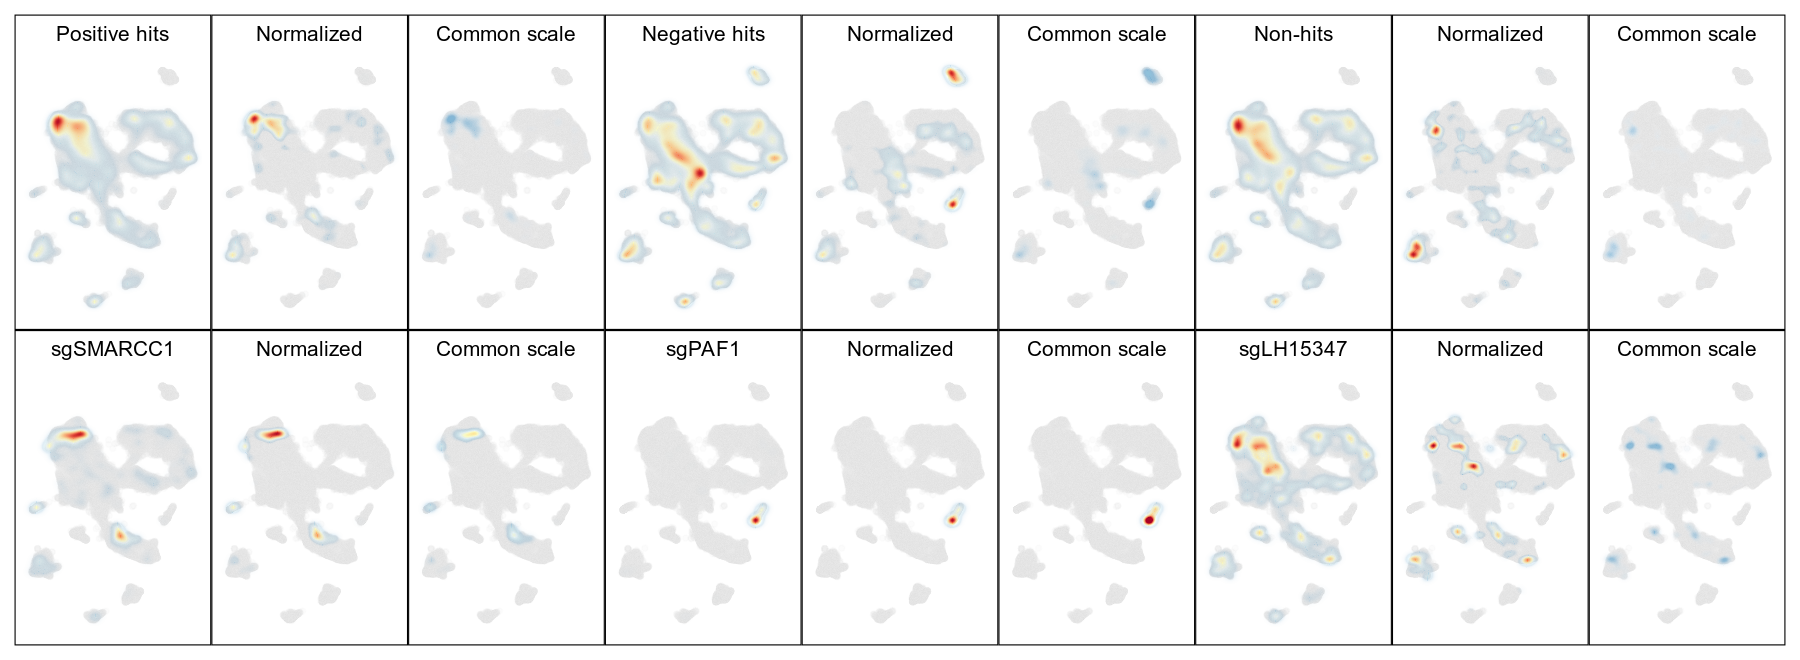 Positive hits
Normalized
Common scale
Negative hits
Normalized
Common scale
Non-hits
Normalized
Common scale
sgSMARCC1
Normalized
Common scale
sgPAF1
Normalized
Common scale
sgLH15347
Normalized
Common scale